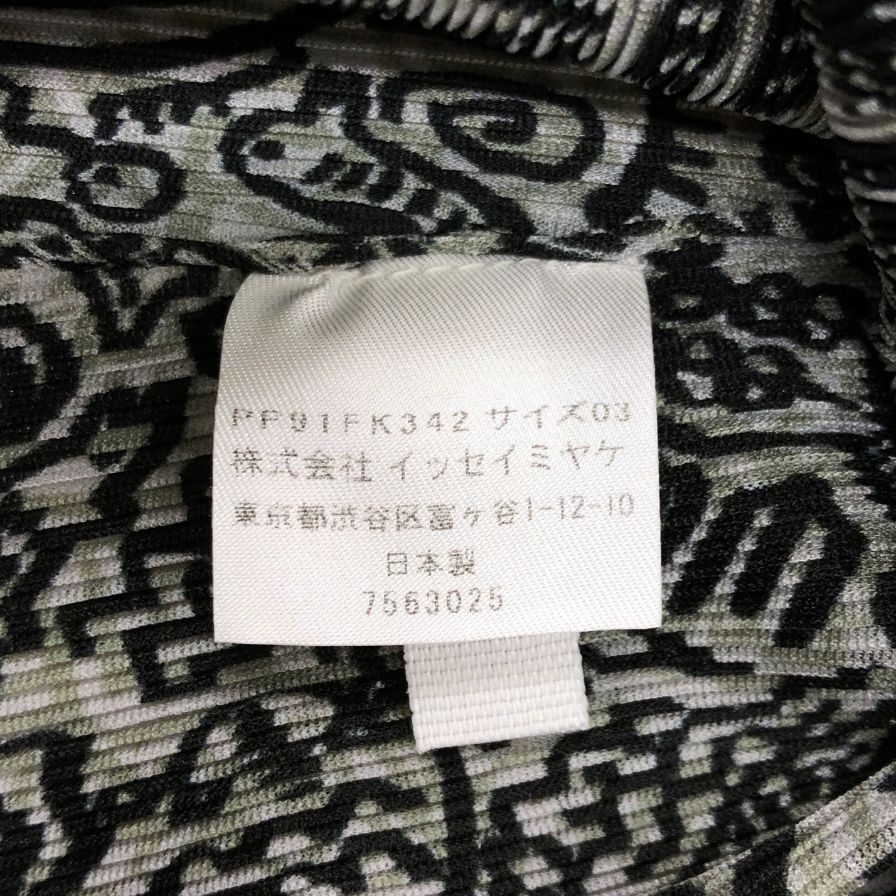 PP91FK342 サイズ03
株式会社 イッセイミヤケ
東京都渋谷区富ヶ谷1-12-10
日本製
7563025